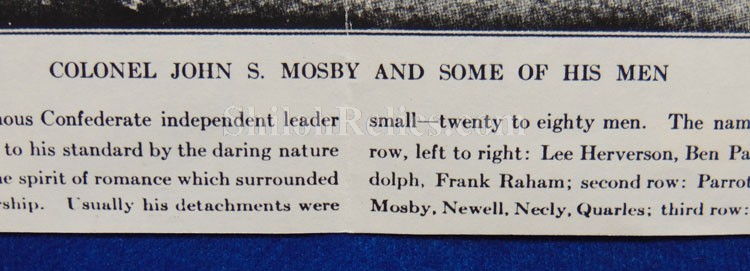 COLONEL JOHN S. MOSBY AND SOME OF HIS MEN
nous Confederate independent leader
to his standard by the daring nature
e spirit of romance which surrounded
rship. Usually his detachments were
small—twenty to eighty men. The nam
row, left to right: Lee Herverson, Ben Pa
dolph, Frank Raham; second row: Parrot
Mosby, Newell, Neely, Quarles; third row:
ShilohRelics.com